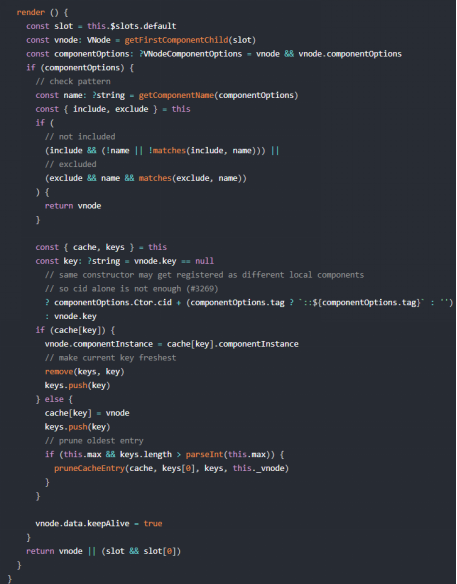 render () {
const slot = this.$slots.default
const vnode: VNode = getFirstComponentChild(slot)
const componentOptions: ?VNodeComponentOptions = vnode && vnode.componentOptions
if (componentOptions) {
// check pattern
const name: ?string = getComponentName(componentOptions)
const { include, exclude } = this
if (
// not included
(include && (!name || !matches(include, name))) ||
// excluded
(exclude && name && matches(exclude, name))
) {
return vnode
}
const { cache, keys } = this
const key: ?string = vnode.key == null
// same constructor may get registered as different local components
// so cid alone is not enough (#3269)
? componentOptions.Ctor.cid + (componentOptions.tag ? `::${componentOptions.tag}` : '')
: vnode.key
if (cache[key]) {
vnode.componentInstance = cache[key].componentInstance
// make current key freshest
remove(keys, key)
keys.push(key)
} else {
cache[key] = vnode
keys.push(key)
// prune oldest entry
if (this.max && keys.length > parseInt(this.max)) {
pruneCacheEntry(cache, keys[0], keys, this._vnode)
}
}
vnode.data.keepAlive = true
}
return vnode || (slot && slot[0])
}
}